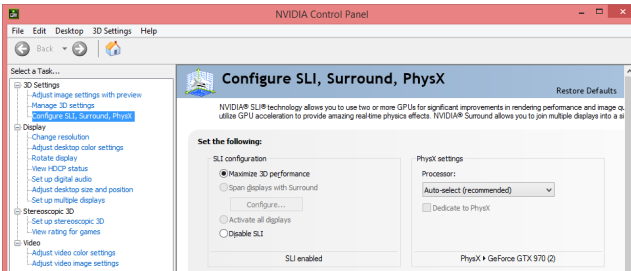 NVIDIA Control Panel
File Edit Desktop 3D Settings Help
Back
Select a Task...
3D Settings
Adjust image settings with preview
Manage 3D settings
Configure SLI, Surround, PhysX
Display
Change resolution
Adjust desktop color settings
Rotate display
View HDCP status
Set up digital audio
Adjust desktop size and position
Set up multiple displays
Stereoscopic 3D
Set up stereoscopic 3D
View rating for games
Video
Adjust video color settings
Adjust video image settings
Configure SLI, Surround, PhysX
Restore Defaults
NVIDIA® SLI® technology allows you to use two or more GPUs for significant improvements in rendering performance and image qu
utilize GPU acceleration to provide amazing real-time physics effects. NVIDIA® Surround allows you to join multiple displays into a si
Set the following:
SLI configuration
Maximize 3D performance
Span displays with Surround
Configure...
Activate all displays
Disable SLI
SLI enabled
PhysX settings
Processor:
Auto-select (recommended)
Dedicate to PhysX
PhysX ▸ GeForce GTX 970 (2)